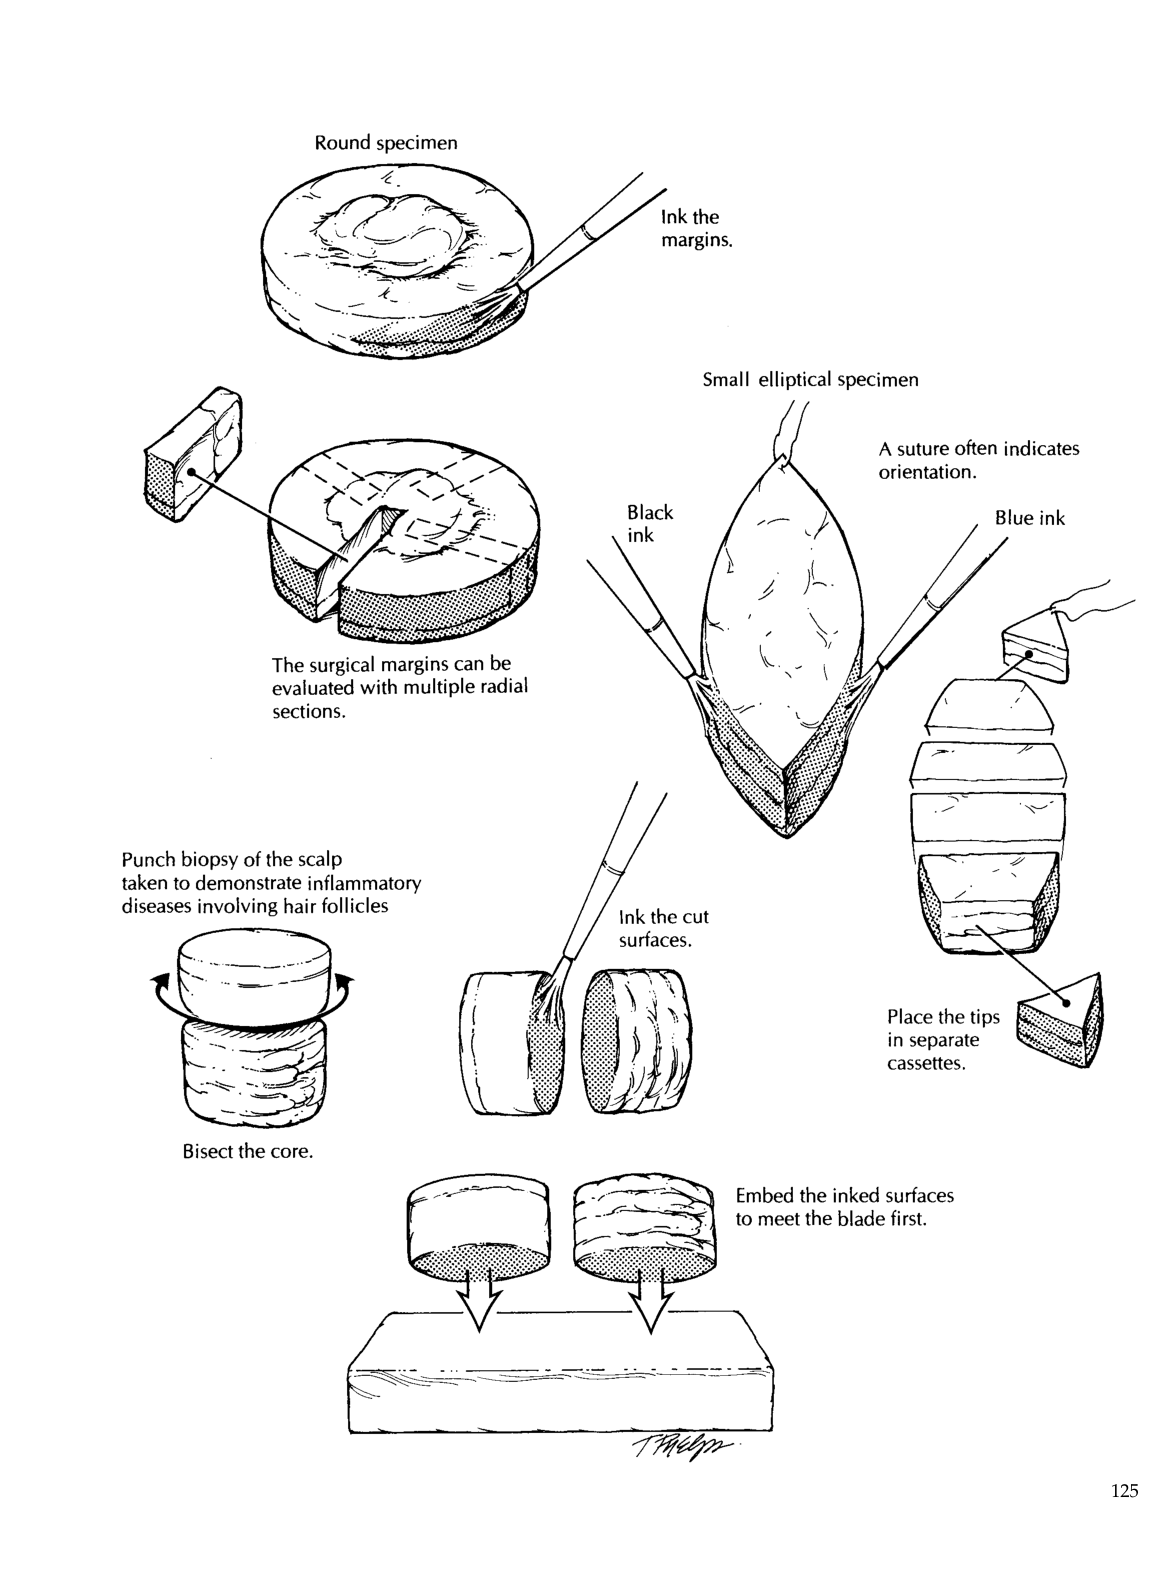 Round specimen
Ink the
margins.
Small elliptical specimen
A suture often indicates
orientation.
Black
ink
Blue ink
The surgical margins can be
evaluated with multiple radial
sections.
Punch biopsy of the scalp
taken to demonstrate inflammatory
diseases involving hair follicles
Ink the cut
surfaces.
Place the tips
in separate
cassettes.
Bisect the core.
Embed the inked surfaces
to meet the blade first.
T Phelps
125